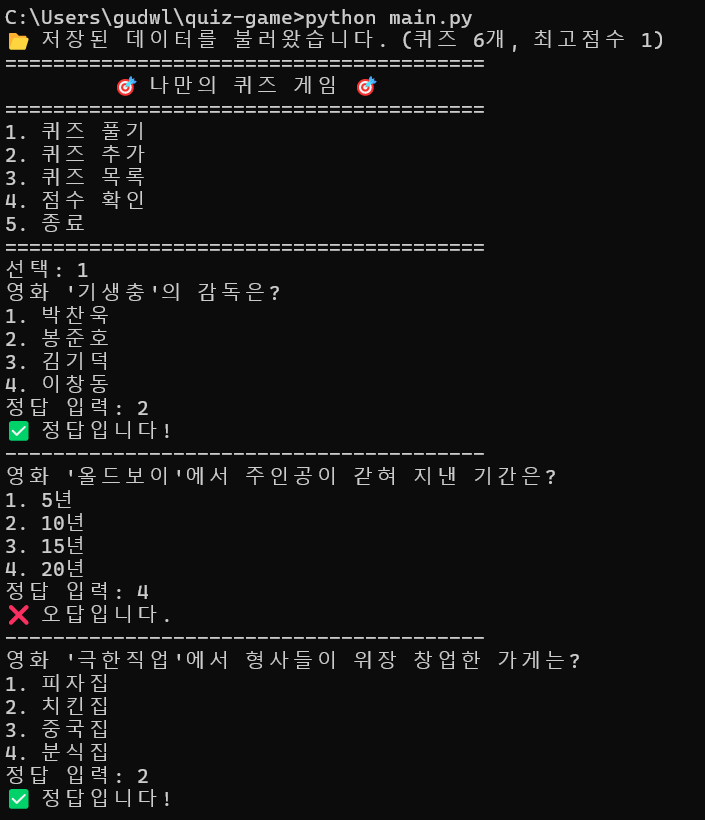 C:\Users\gudwl\quiz-game>python main.py
📂 저장된 데이터를 불러왔습니다. (퀴즈 6개, 최고점수 1)
========================================
🎯 나만의 퀴즈 게임 🎯
========================================
1. 퀴즈 풀기
2. 퀴즈 추가
3. 퀴즈 목록
4. 점수 확인
5. 종료
========================================
선택: 1
영화 '기생충'의 감독은?
1. 박찬욱
2. 봉준호
3. 김기덕
4. 이창동
정답 입력: 2
✅ 정답입니다!
----------------------------------------
영화 '올드보이'에서 주인공이 갇혀 지낸 기간은?
1. 5년
2. 10년
3. 15년
4. 20년
정답 입력: 4
❌ 오답입니다.
----------------------------------------
영화 '극한직업'에서 형사들이 위장 창업한 가게는?
1. 피자집
2. 치킨집
3. 중국집
4. 분식집
정답 입력: 2
✅ 정답입니다!